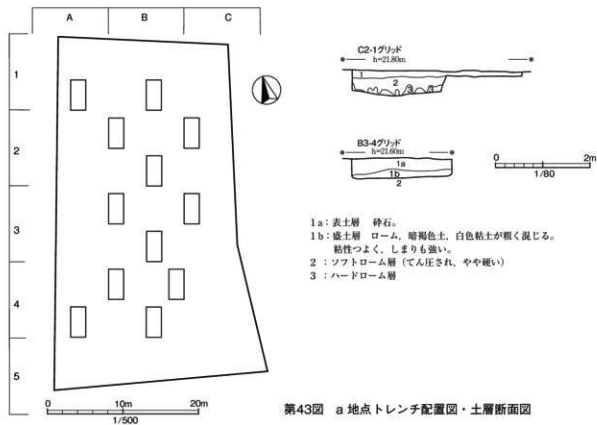 A B C
1
2
3
4
5
0 10m 20m
1/500
C2-1グリッド
h=21.80m
1
2
3 3
B3-4グリッド
h=21.60m
1a
1b
2
0 2m
1/80
1a：表土層 砕石。
1b：盛土層 ローム，暗褐色土，白色粘土が粗く混じる。
粘性つよく，しまりも強い。
2 ：ソフトローム層（てん圧され，やや硬い）
3 ：ハードローム層
第43図 a 地点トレンチ配置図・土層断面図